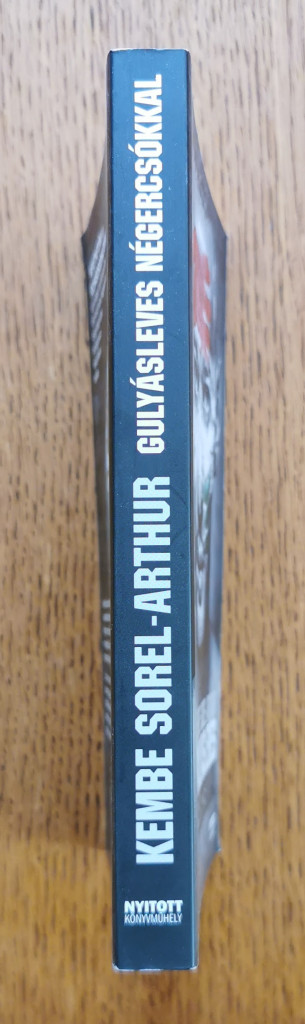 KEMBE SOREL-ARTHUR GULYÁSLEVES NÉGERCSÓKKAL
NYITOTT
KÖNYVMŰHELY